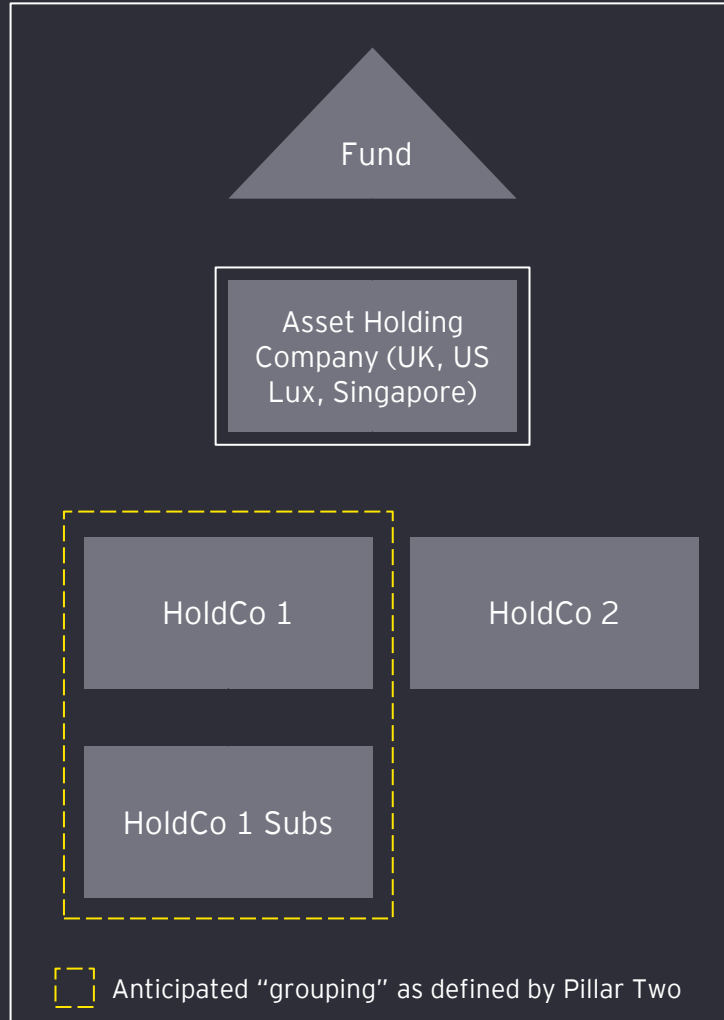 Fund
Asset Holding
Company (UK, US
Lux, Singapore)
HoldCo 1
HoldCo 2
HoldCo 1 Subs
Anticipated “grouping” as defined by Pillar Two